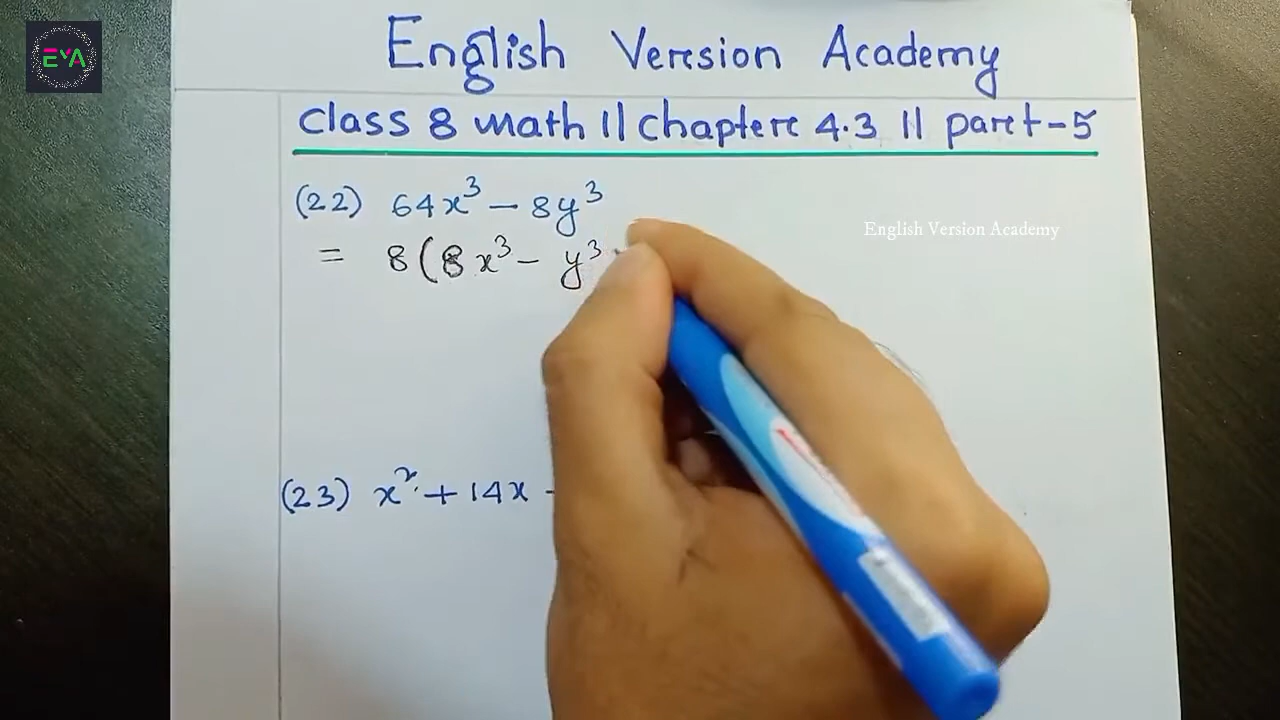 EYA
English Version Academy
class 8 math || chapter 4.3 || part-5
(22) 64x³ - 8y³
English Version Academy
= 8(8x³ - y³
(23) x² + 14x -